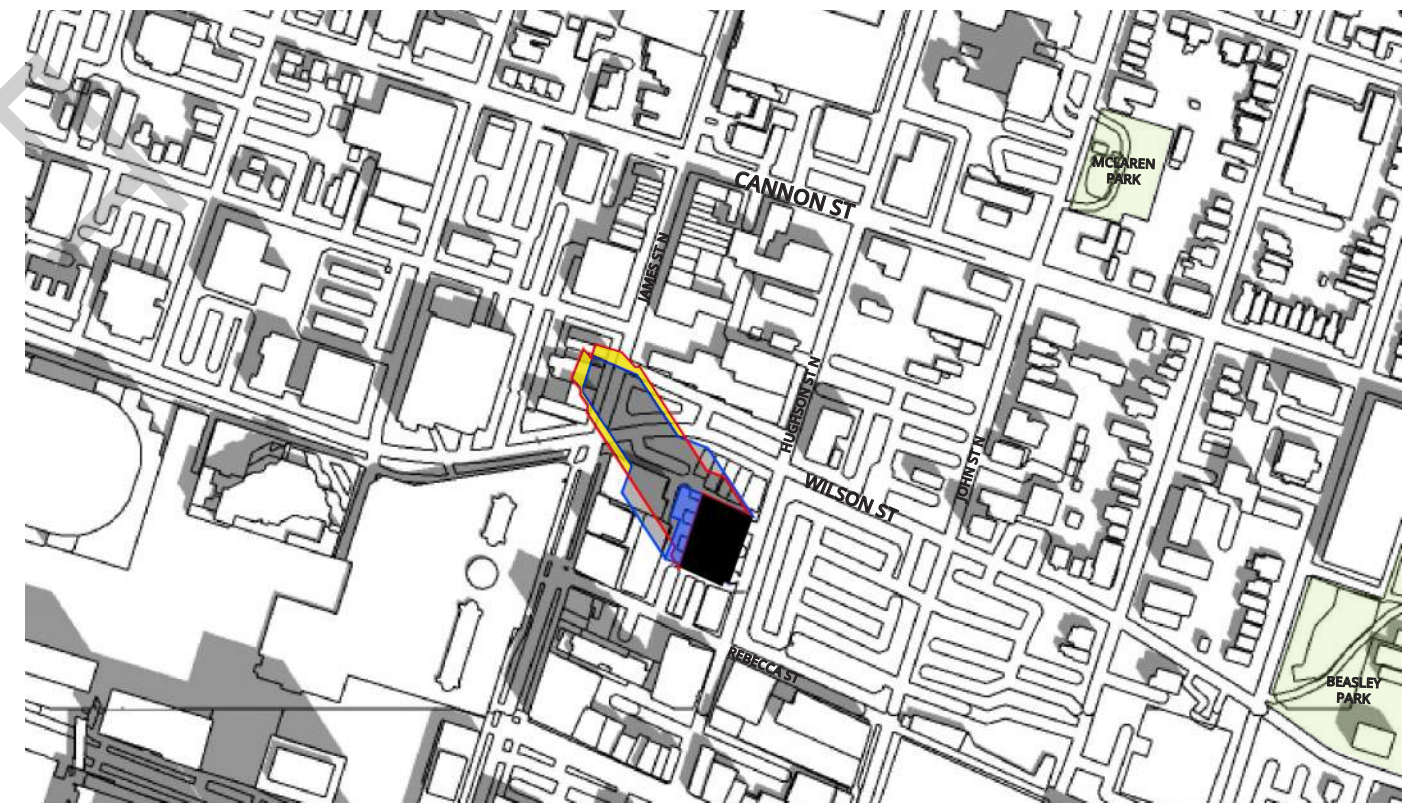 MCLAREN
PARK
CANNON ST
JAMES ST N
HUGHSON ST N
JOHN ST N
WILSON ST
REBECCA ST
BEASLEY
PARK